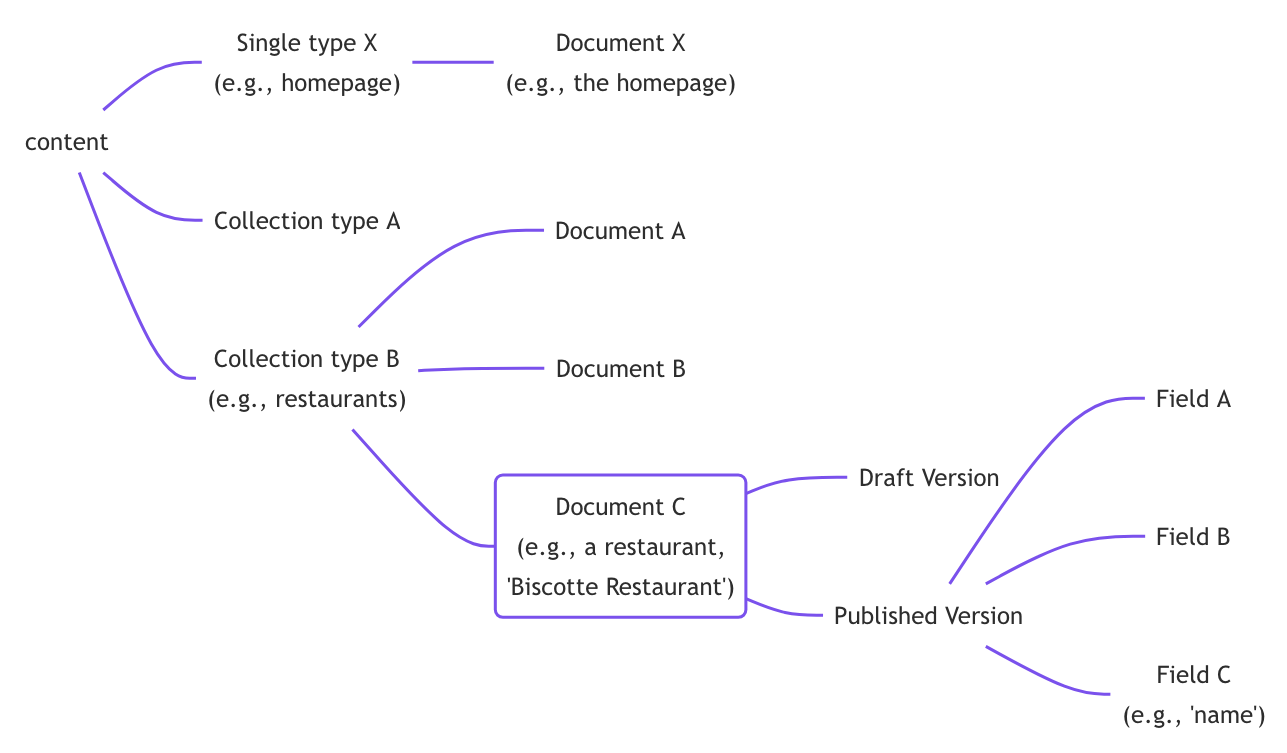 Single type X
(e.g., homepage)
Document X
(e.g., the homepage)
content
Collection type A
Document A
Collection type B
(e.g., restaurants)
Document B
Document C
(e.g., a restaurant,
'Biscotte Restaurant')
Draft Version
Published Version
Field A
Field B
Field C
(e.g., 'name')